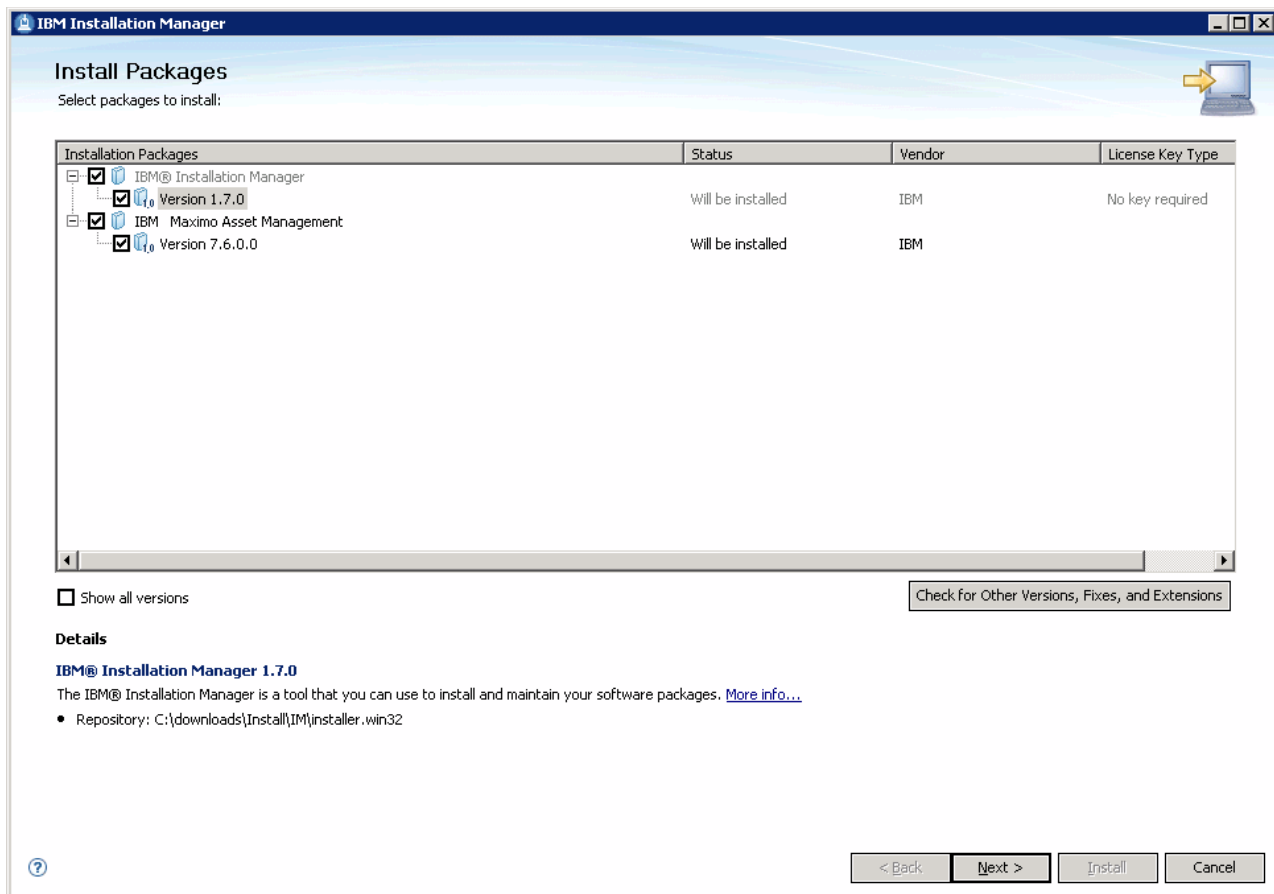 IBM Installation Manager
Install Packages
Select packages to install:
Installation Packages Status Vendor License Key Type
IBM® Installation Manager
Version 1.7.0 Will be installed IBM No key required
IBM Maximo Asset Management
Version 7.6.0.0 Will be installed IBM
Show all versions Check for Other Versions, Fixes, and Extensions
Details
IBM® Installation Manager 1.7.0
The IBM® Installation Manager is a tool that you can use to install and maintain your software packages. More info...
• Repository: C:\downloads\Install\IM\installer.win32
? < Back Next > Install Cancel